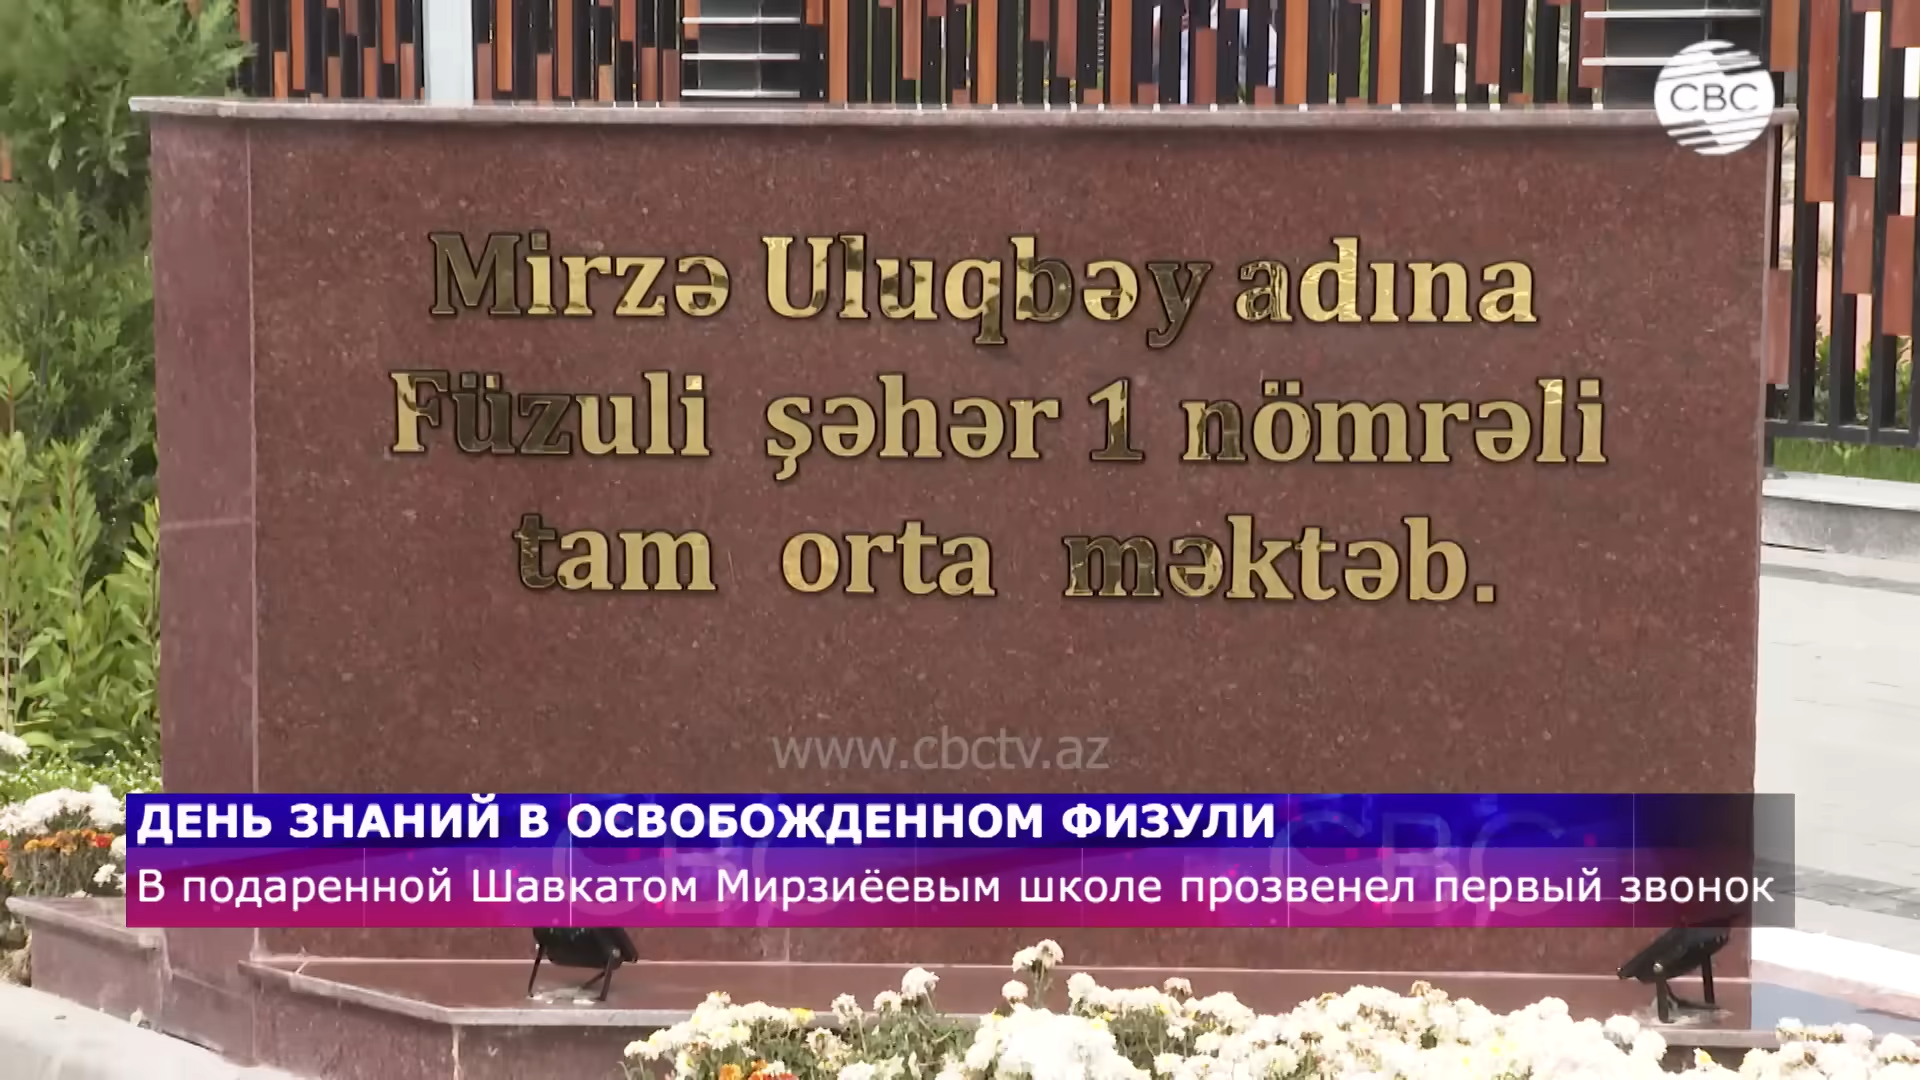 CBC
Mirzə Uluqbəy adına
Füzuli şəhər 1 nömrəli
tam orta məktəb.
www.cbctv.az
ДЕНЬ ЗНАНИЙ В ОСВОБОЖДЕННОМ ФИЗУЛИ
В подаренной Шавкатом Мирзиёевым школе прозвенел первый звонок